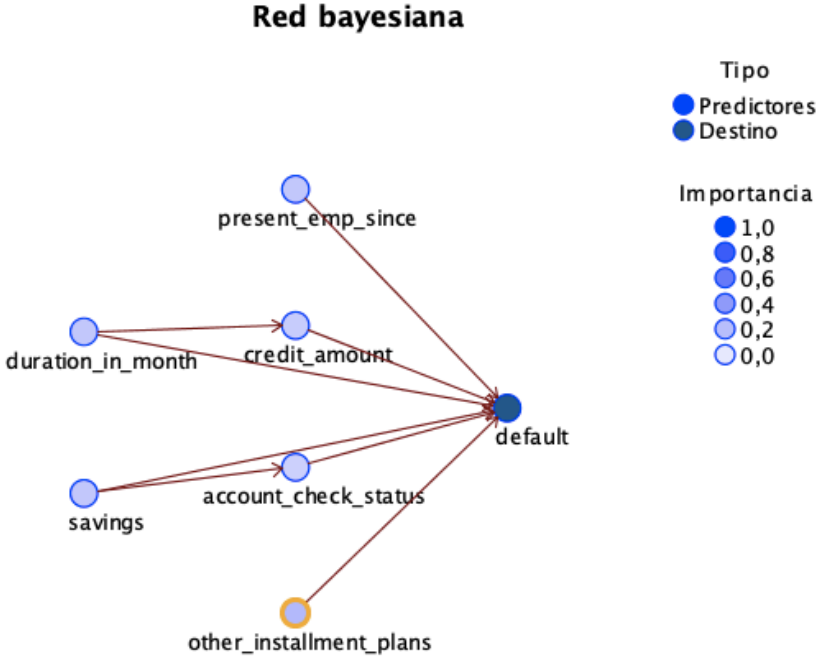 Red bayesiana
Tipo
Predictores
Destino
present_emp_since
Importancia
1,0
0,8
0,6
0,4
0,2
0,0
duration_in_month
credit_amount
default
savings
account_check_status
other_installment_plans